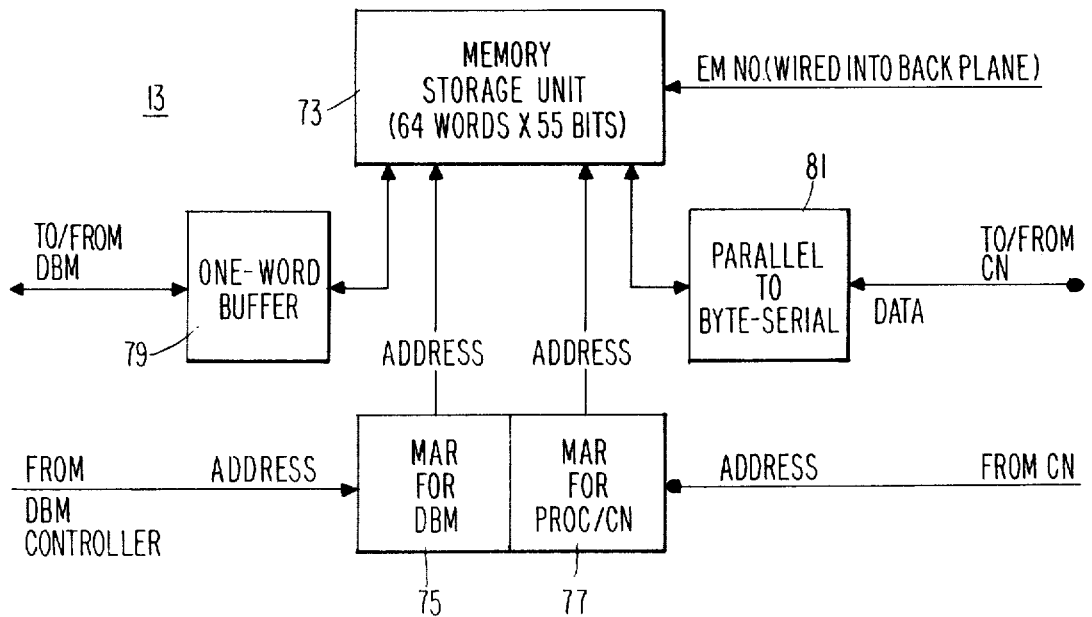 MEMORY
STORAGE UNIT
(64 WORDS X 55 BITS)
EM NO.(WIRED INTO BACK PLANE)
13
73
81
TO/FROM
DBM
ONE-WORD
BUFFER
79
PARALLEL
TO
BYTE-SERIAL
TO/FROM
CN
DATA
ADDRESS
ADDRESS
FROM
DBM
CONTROLLER
ADDRESS
MAR
FOR
DBM
MAR
FOR
PROC/CN
ADDRESS
FROM CN
75
77